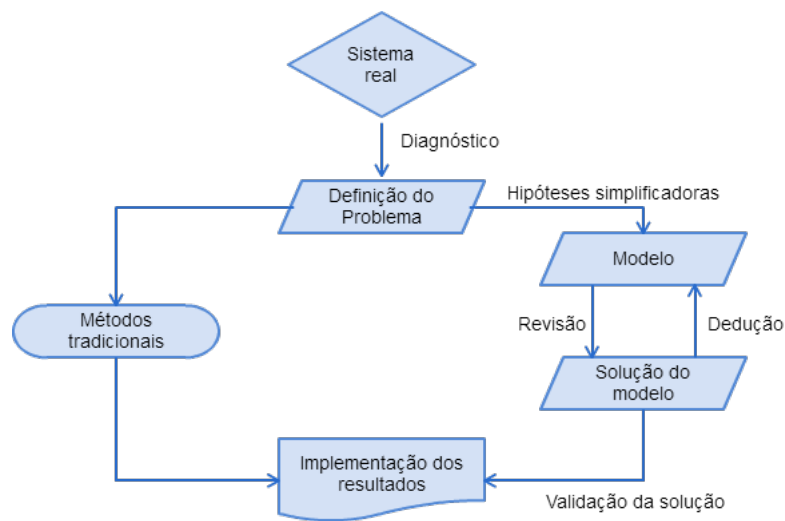 Sistema
real
Diagnóstico
Definição do
Problema
Hipóteses simplificadoras
Modelo
Métodos
tradicionais
Revisão
Dedução
Solução do
modelo
Implementação dos
resultados
Validação da solução